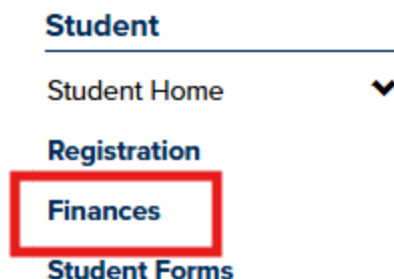 Student
Student Home
Registration
Finances
Student Forms